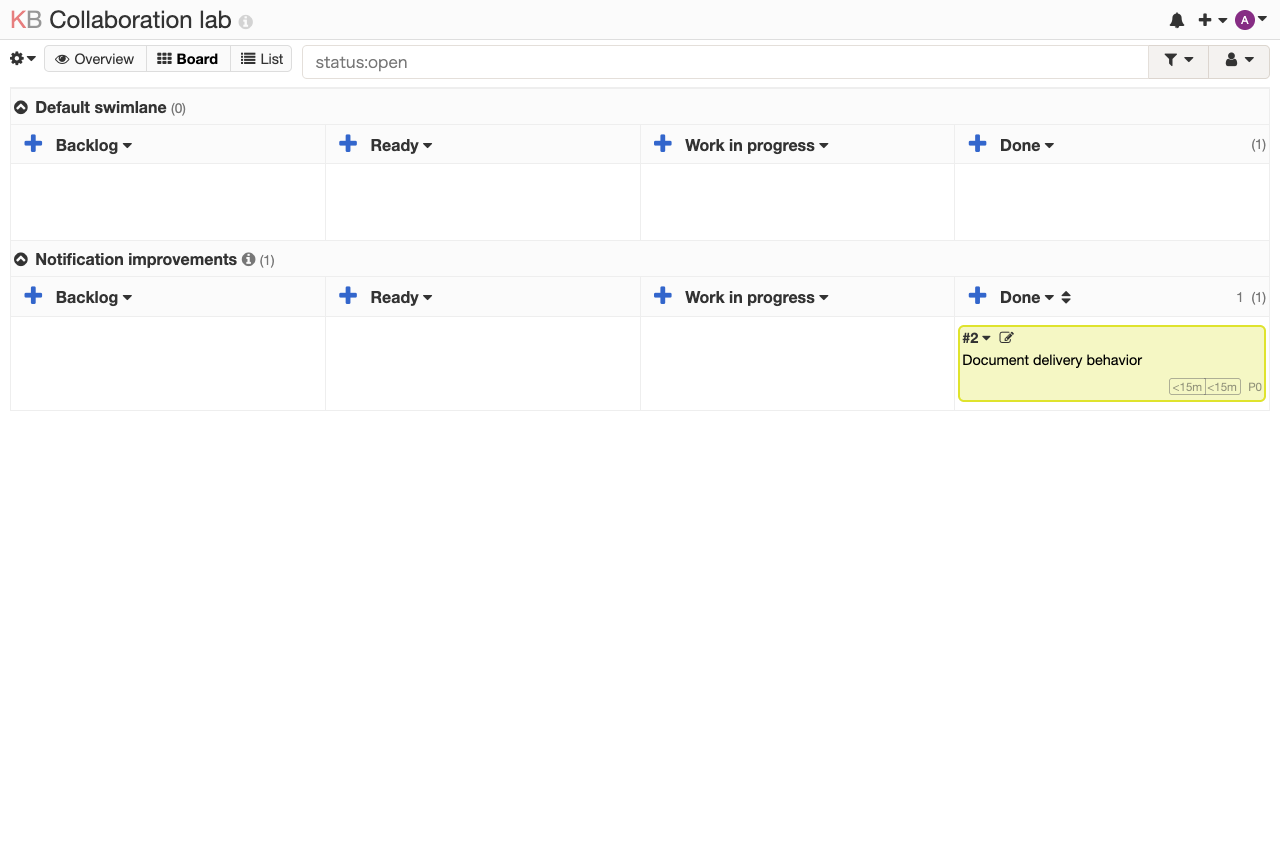 KB Collaboration lab
A
Overview Board List status:open
Default swimlane (0)
Backlog Ready Work in progress Done (1)
Notification improvements (1)
Backlog Ready Work in progress Done 1 (1)
#2
Document delivery behavior
<15m <15m P0